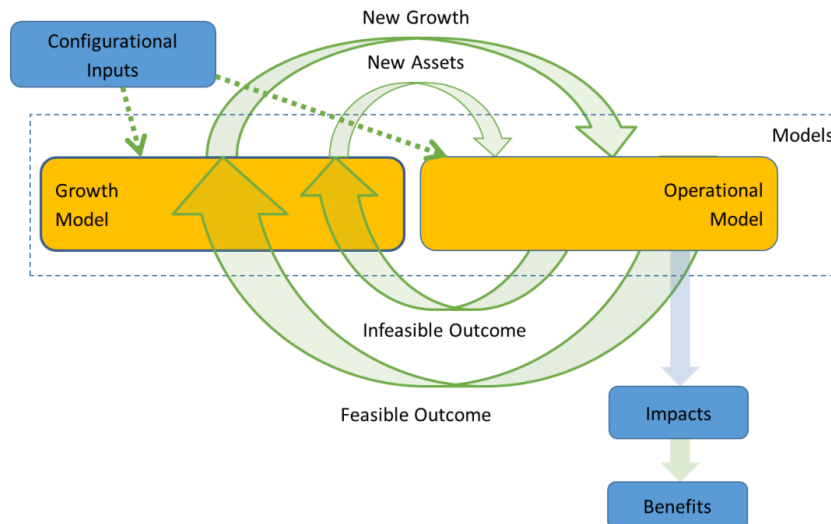 New Growth
Configurational
Inputs
New Assets
Models
Growth
Model
Operational
Model
Infeasible Outcome
Feasible Outcome
Impacts
Benefits